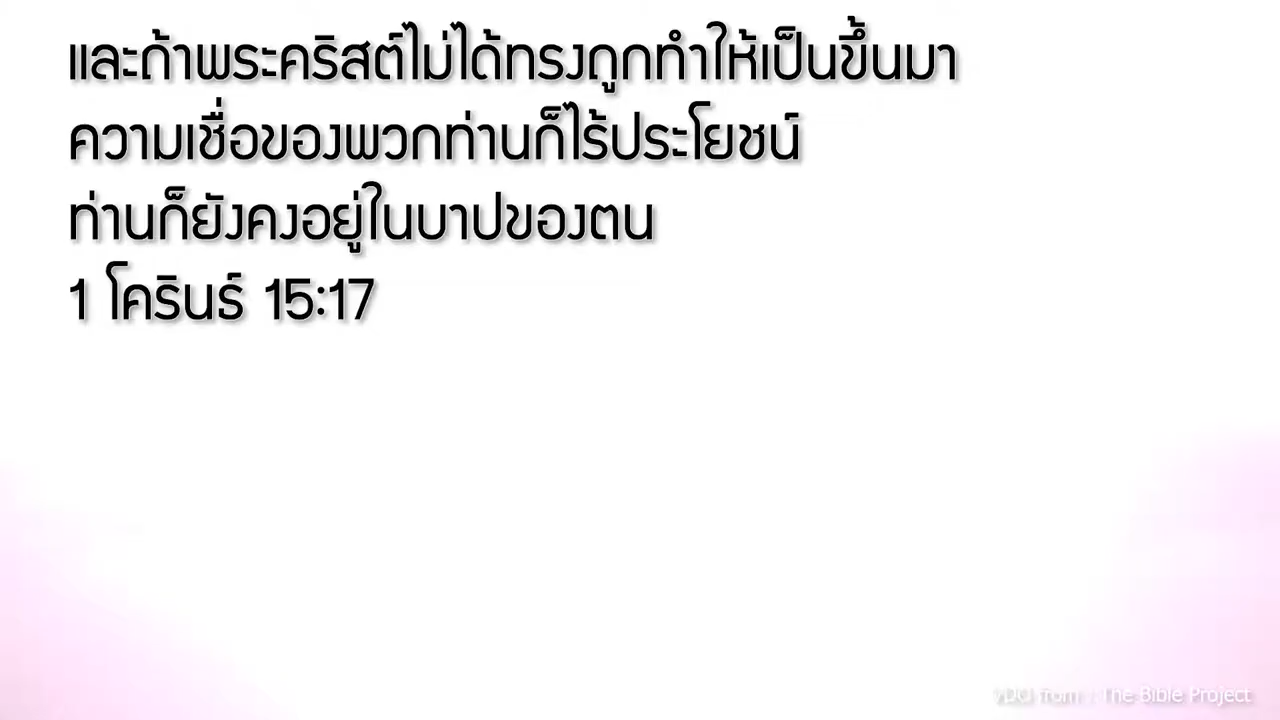 และถ้าพระคริสต์ไม่ได้ทรงถูกทำให้เป็นขึ้นมา
ความเชื่อของพวกท่านก็ไร้ประโยชน์
ท่านก็ยังคงอยู่ในบาปของตน
1 โครินธ์ 15:17
VDO from : The Bible Project